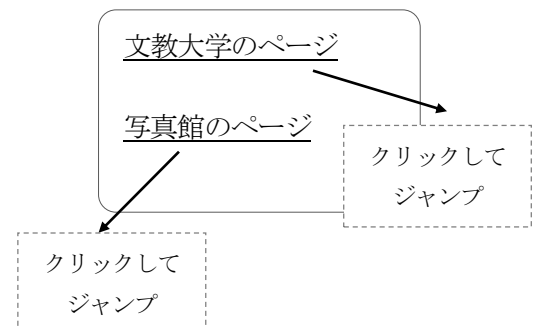 文教大学のページ
写真館のページ
クリックして
ジャンプ
クリックして
ジャンプ